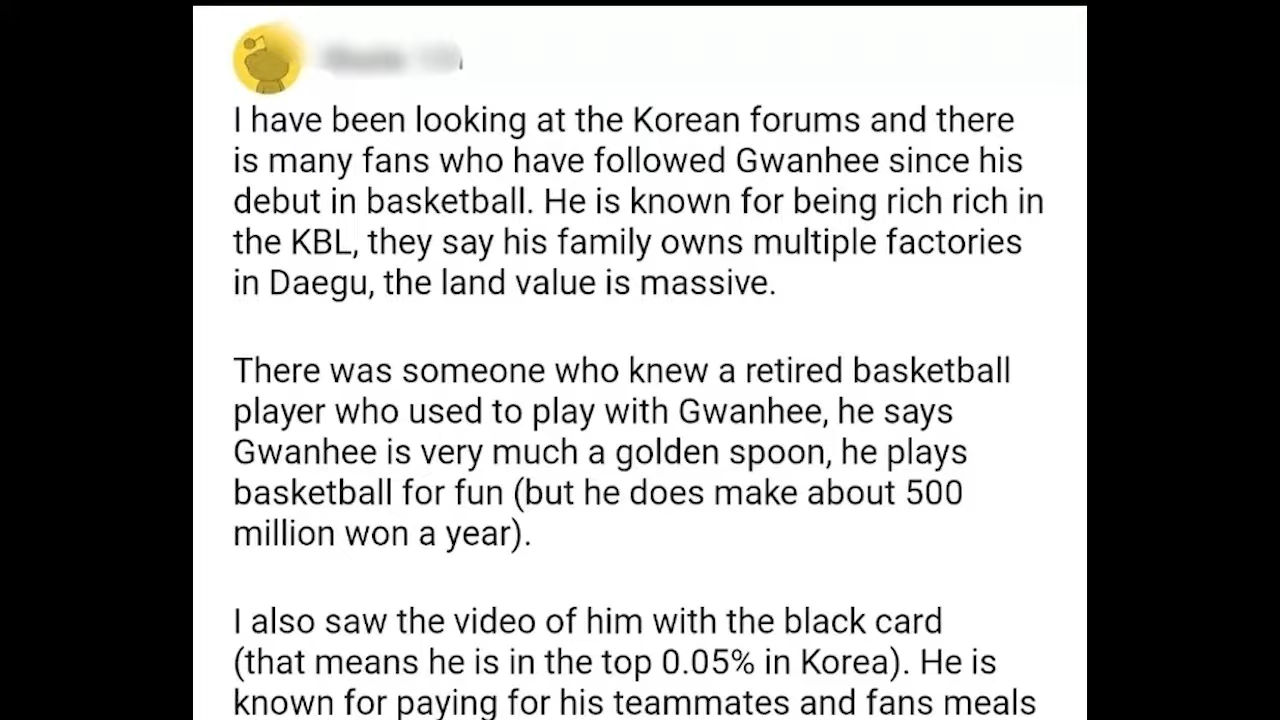 I have been looking at the Korean forums and there
is many fans who have followed Gwanhee since his
debut in basketball. He is known for being rich rich in
the KBL, they say his family owns multiple factories
in Daegu, the land value is massive.
There was someone who knew a retired basketball
player who used to play with Gwanhee, he says
Gwanhee is very much a golden spoon, he plays
basketball for fun (but he does make about 500
million won a year).
I also saw the video of him with the black card
(that means he is in the top 0.05% in Korea). He is
known for paying for his teammates and fans meals